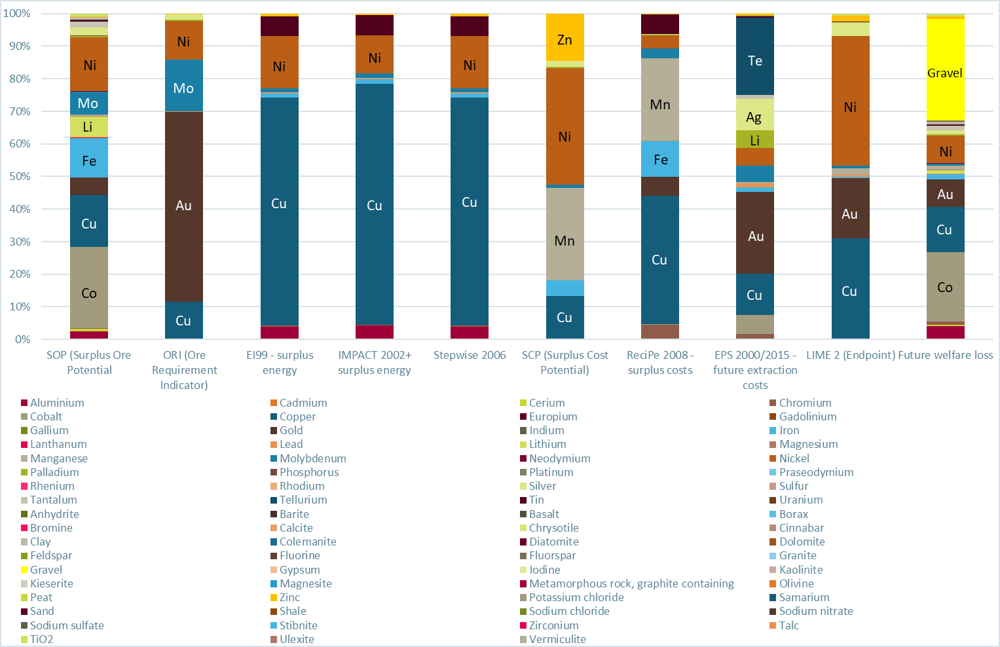 100%
90%
80%
70%
60%
50%
40%
30%
20%
10%
0%
Ni
Mo
Li
Fe
Cu
Co
Ni
Mo
Au
Cu
Ni
Cu
Ni
Cu
Ni
Cu
Zn
Ni
Mn
Cu
Mn
Fe
Cu
Te
Ag
Li
Au
Cu
Ni
Au
Cu
Gravel
Ni
Au
Cu
Co
SOP (Surplus Ore
Potential
ORI (Ore
Requirement
Indicator)
EI99 - surplus
energy
IMPACT 2002+
surplus energy
Stepwise 2006
SCP (Surplus Cost
Potential)
ReciPe 2008 -
surplus costs
EPS 2000/2015 -
future extraction
costs
LIME 2 (Endpoint)
Future welfare loss
Aluminium Cadmium Cerium Chromium
Cobalt Copper Europium Gadolinium
Gallium Gold Indium Iron
Lanthanum Lead Lithium Magnesium
Manganese Molybdenum Neodymium Nickel
Palladium Phosphorus Platinum Praseodymium
Rhenium Rhodium Silver Sulfur
Tantalum Tellurium Tin Uranium
Anhydrite Barite Basalt Borax
Bromine Calcite Chrysotile Cinnabar
Clay Colemanite Diatomite Dolomite
Feldspar Fluorine Fluorspar Granite
Gravel Gypsum Iodine Kaolinite
Kieserite Magnesite Metamorphous rock, graphite containing Olivine
Peat Zinc Potassium chloride Samarium
Sand Shale Sodium chloride Sodium nitrate
Sodium sulfate Stibnite Zirconium Talc
TiO2 Ulexite Vermiculite